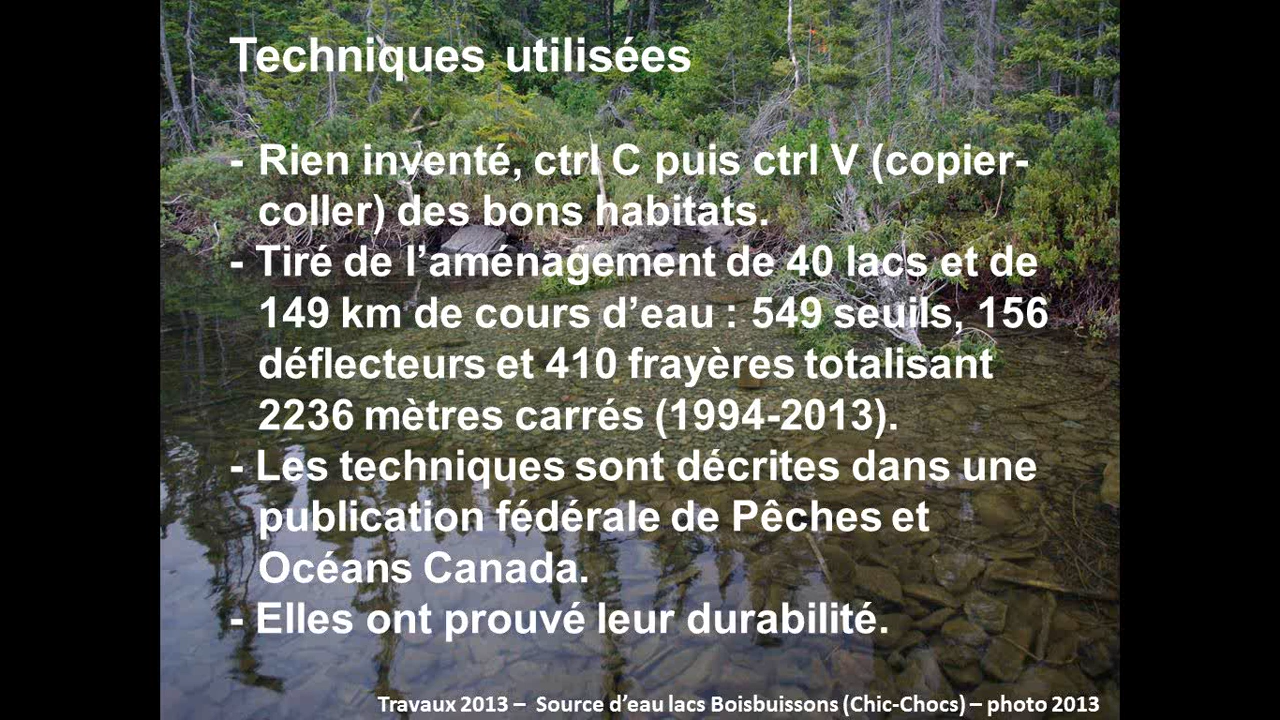 Techniques utilisées
- Rien inventé, ctrl C puis ctrl V (copier-
coller) des bons habitats.
- Tiré de l’aménagement de 40 lacs et de
149 km de cours d’eau : 549 seuils, 156
déflecteurs et 410 frayères totalisant
2236 mètres carrés (1994-2013).
- Les techniques sont décrites dans une
publication fédérale de Pêches et
Océans Canada.
- Elles ont prouvé leur durabilité.
Travaux 2013 – Source d’eau lacs Boisbuissons (Chic-Chocs) – photo 2013